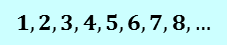 1, 2, 3, 4, 5, 6, 7, 8, ...